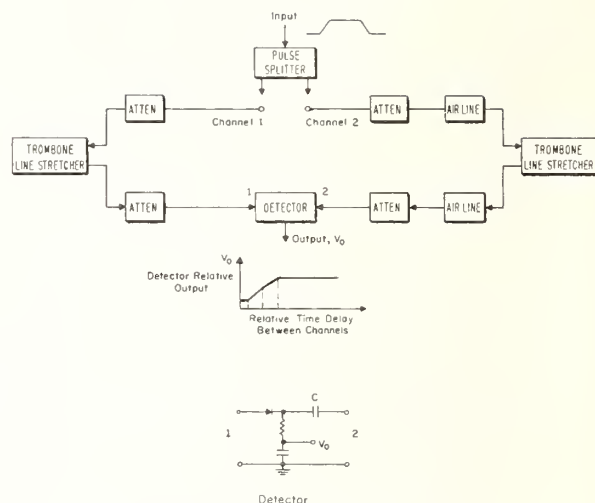 Input
PULSE
SPLITTER
ATTEN
Channel 1
Channel 2
ATTEN
AIR LINE
TROMBONE
LINE STRETCHER
TROMBONE
LINE STRETCHER
ATTEN
1
DETECTOR
2
ATTEN
AIR LINE
Output, V₀
V₀
Detector Relative
Output
Relative Time Delay
Between Channels
C
1
V₀
2
Detector